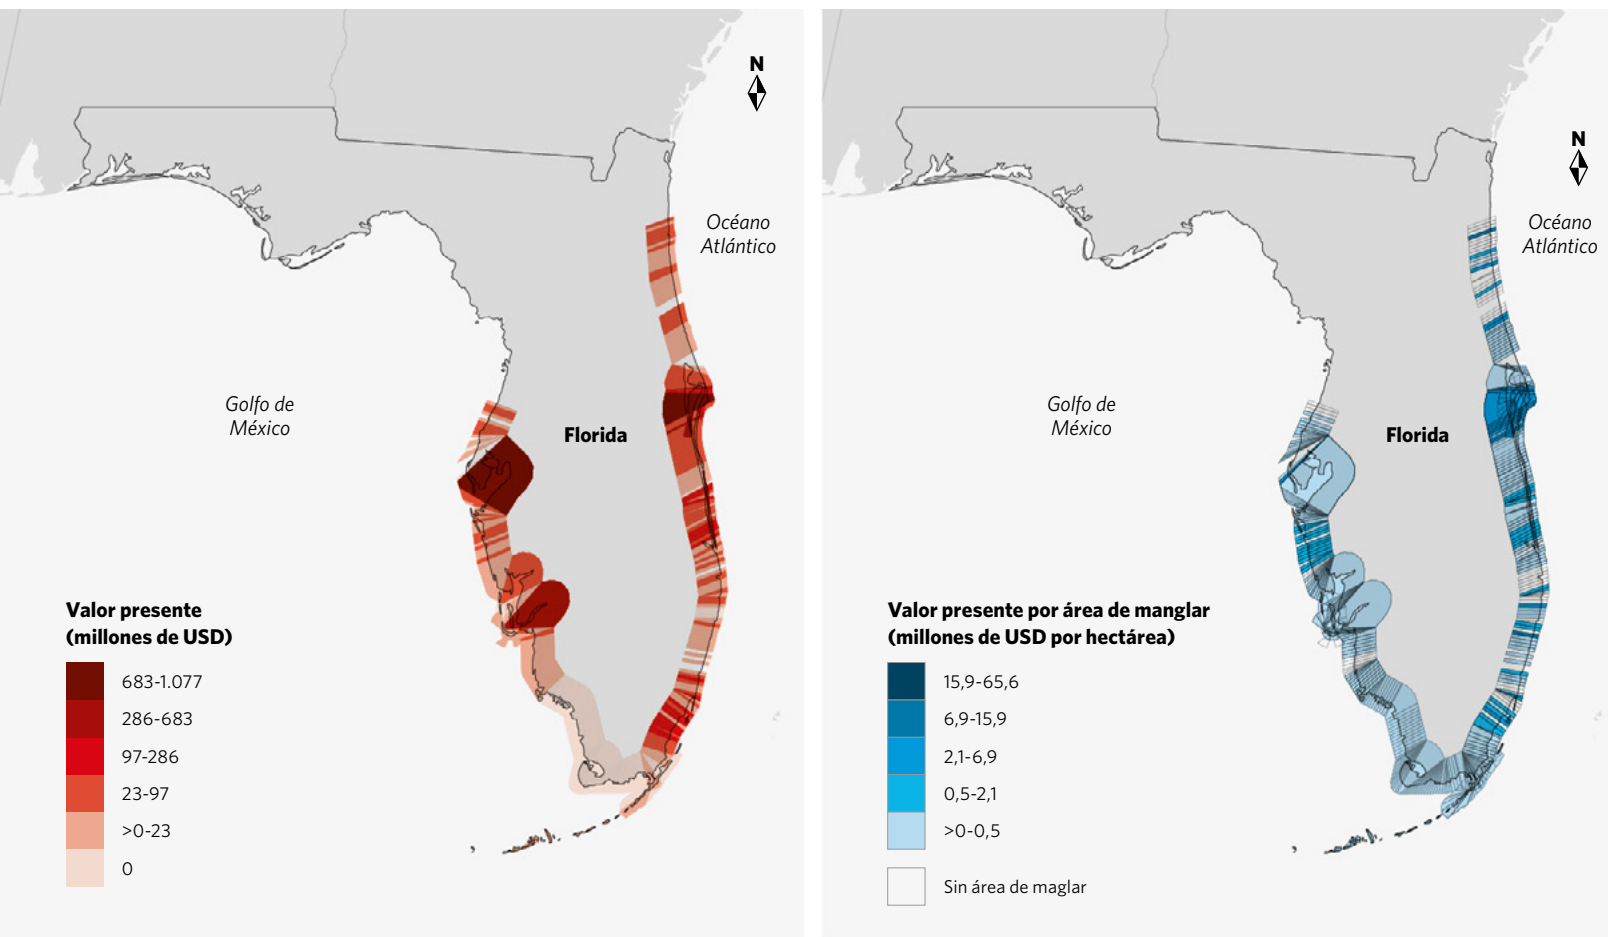 N
Océano
Atlántico
Golfo de
México
Florida
Valor presente
(millones de USD)
683-1.077
286-683
97-286
23-97
>0-23
0
N
Océano
Atlántico
Golfo de
México
Florida
Valor presente por área de manglar
(millones de USD por hectárea)
15,9-65,6
6,9-15,9
2,1-6,9
0,5-2,1
>0-0,5
Sin área de maglar